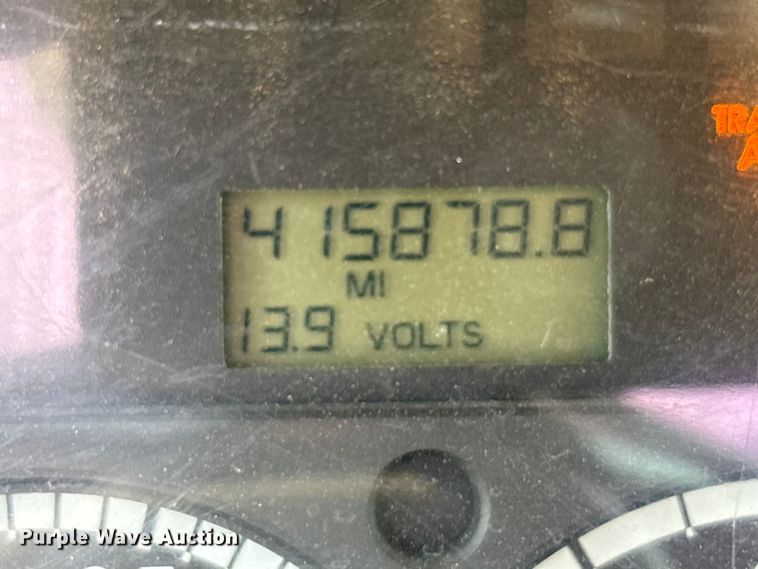 415878.8
MI
13.9 VOLTS
Purple Wave Auction